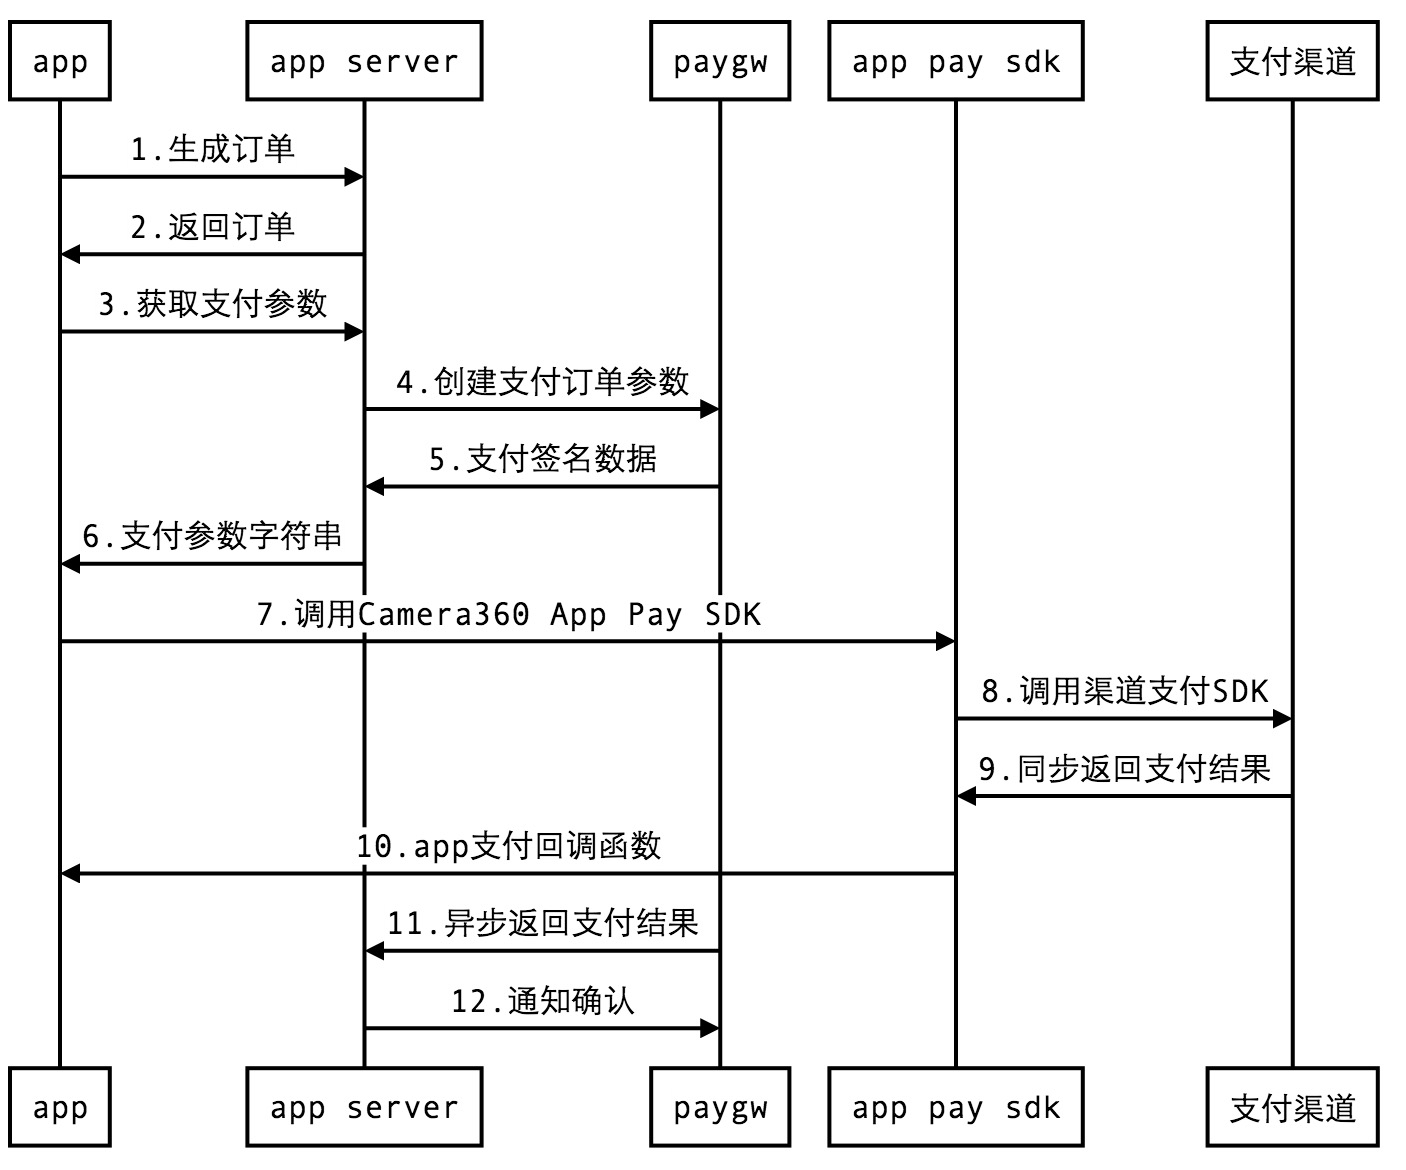 app
app server
paygw
app pay sdk
支付渠道
1.生成订单
2.返回订单
3.获取支付参数
4.创建支付订单参数
5.支付签名数据
6.支付参数字符串
7.调用Camera360 App Pay SDK
8.调用渠道支付SDK
9.同步返回支付结果
10.app支付回调函数
11.异步返回支付结果
12.通知确认
app
app server
paygw
app pay sdk
支付渠道